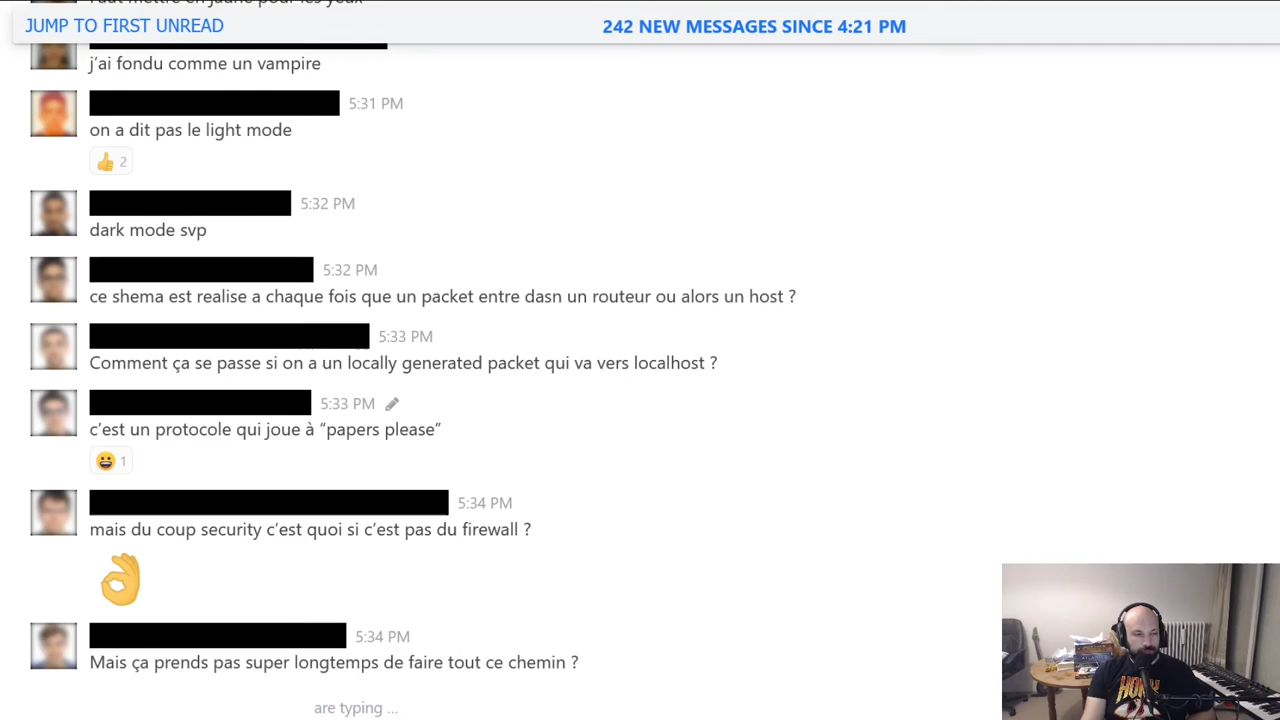 faut mettre en jaune pour les yeux
JUMP TO FIRST UNREAD
242 NEW MESSAGES SINCE 4:21 PM
j’ai fondu comme un vampire
5:31 PM
on a dit pas le light mode
2
5:32 PM
dark mode svp
5:32 PM
ce shema est realise a chaque fois que un packet entre dasn un routeur ou alors un host ?
5:33 PM
Comment ça se passe si on a un locally generated packet qui va vers localhost ?
5:33 PM
c’est un protocole qui joue à “papers please”
1
5:34 PM
mais du coup security c’est quoi si c’est pas du firewall ?
5:34 PM
Mais ça prends pas super longtemps de faire tout ce chemin ?
are typing ...